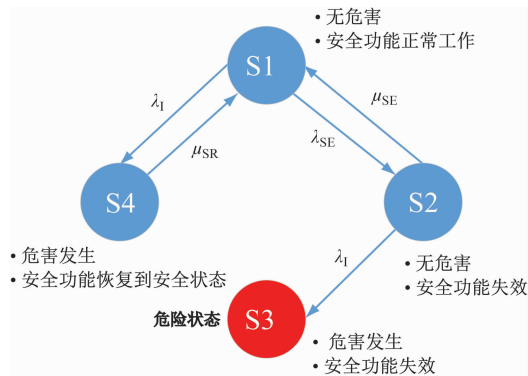 • 无危害
• 安全功能正常工作
S1
λI
μSE
λSE
μSR
S4
S2
• 危害发生
• 安全功能恢复到安全状态
λI
• 无危害
• 安全功能失效
危险状态
S3
• 危害发生
• 安全功能失效